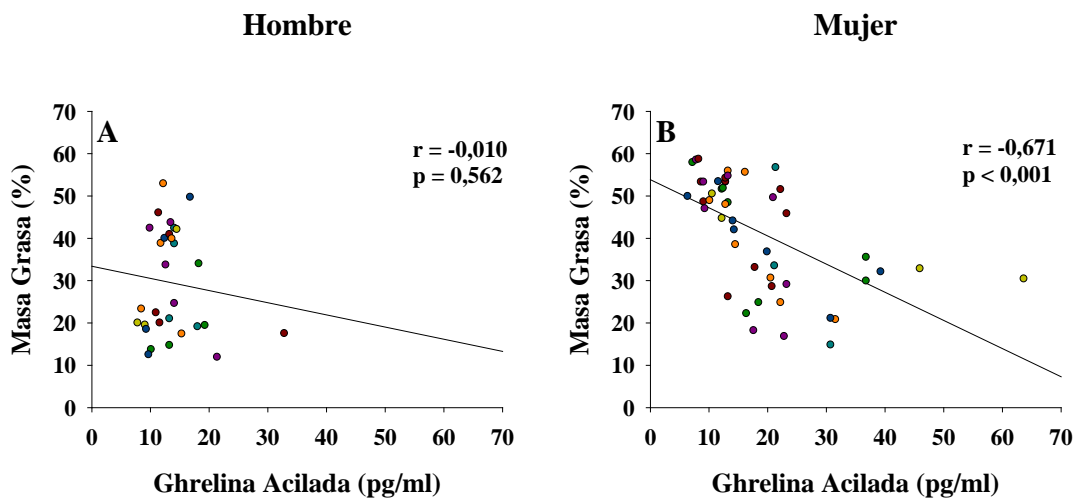 Hombre
Mujer
70
60
50
40
30
20
10
0
Masa Grasa (%)
A
r = -0,010
p = 0,562
0 10 20 30 40 50 60 70
Ghrelina Acilada (pg/ml)
70
60
50
40
30
20
10
0
Masa Grasa (%)
B
r = -0,671
p < 0,001
0 10 20 30 40 50 60 70
Ghrelina Acilada (pg/ml)